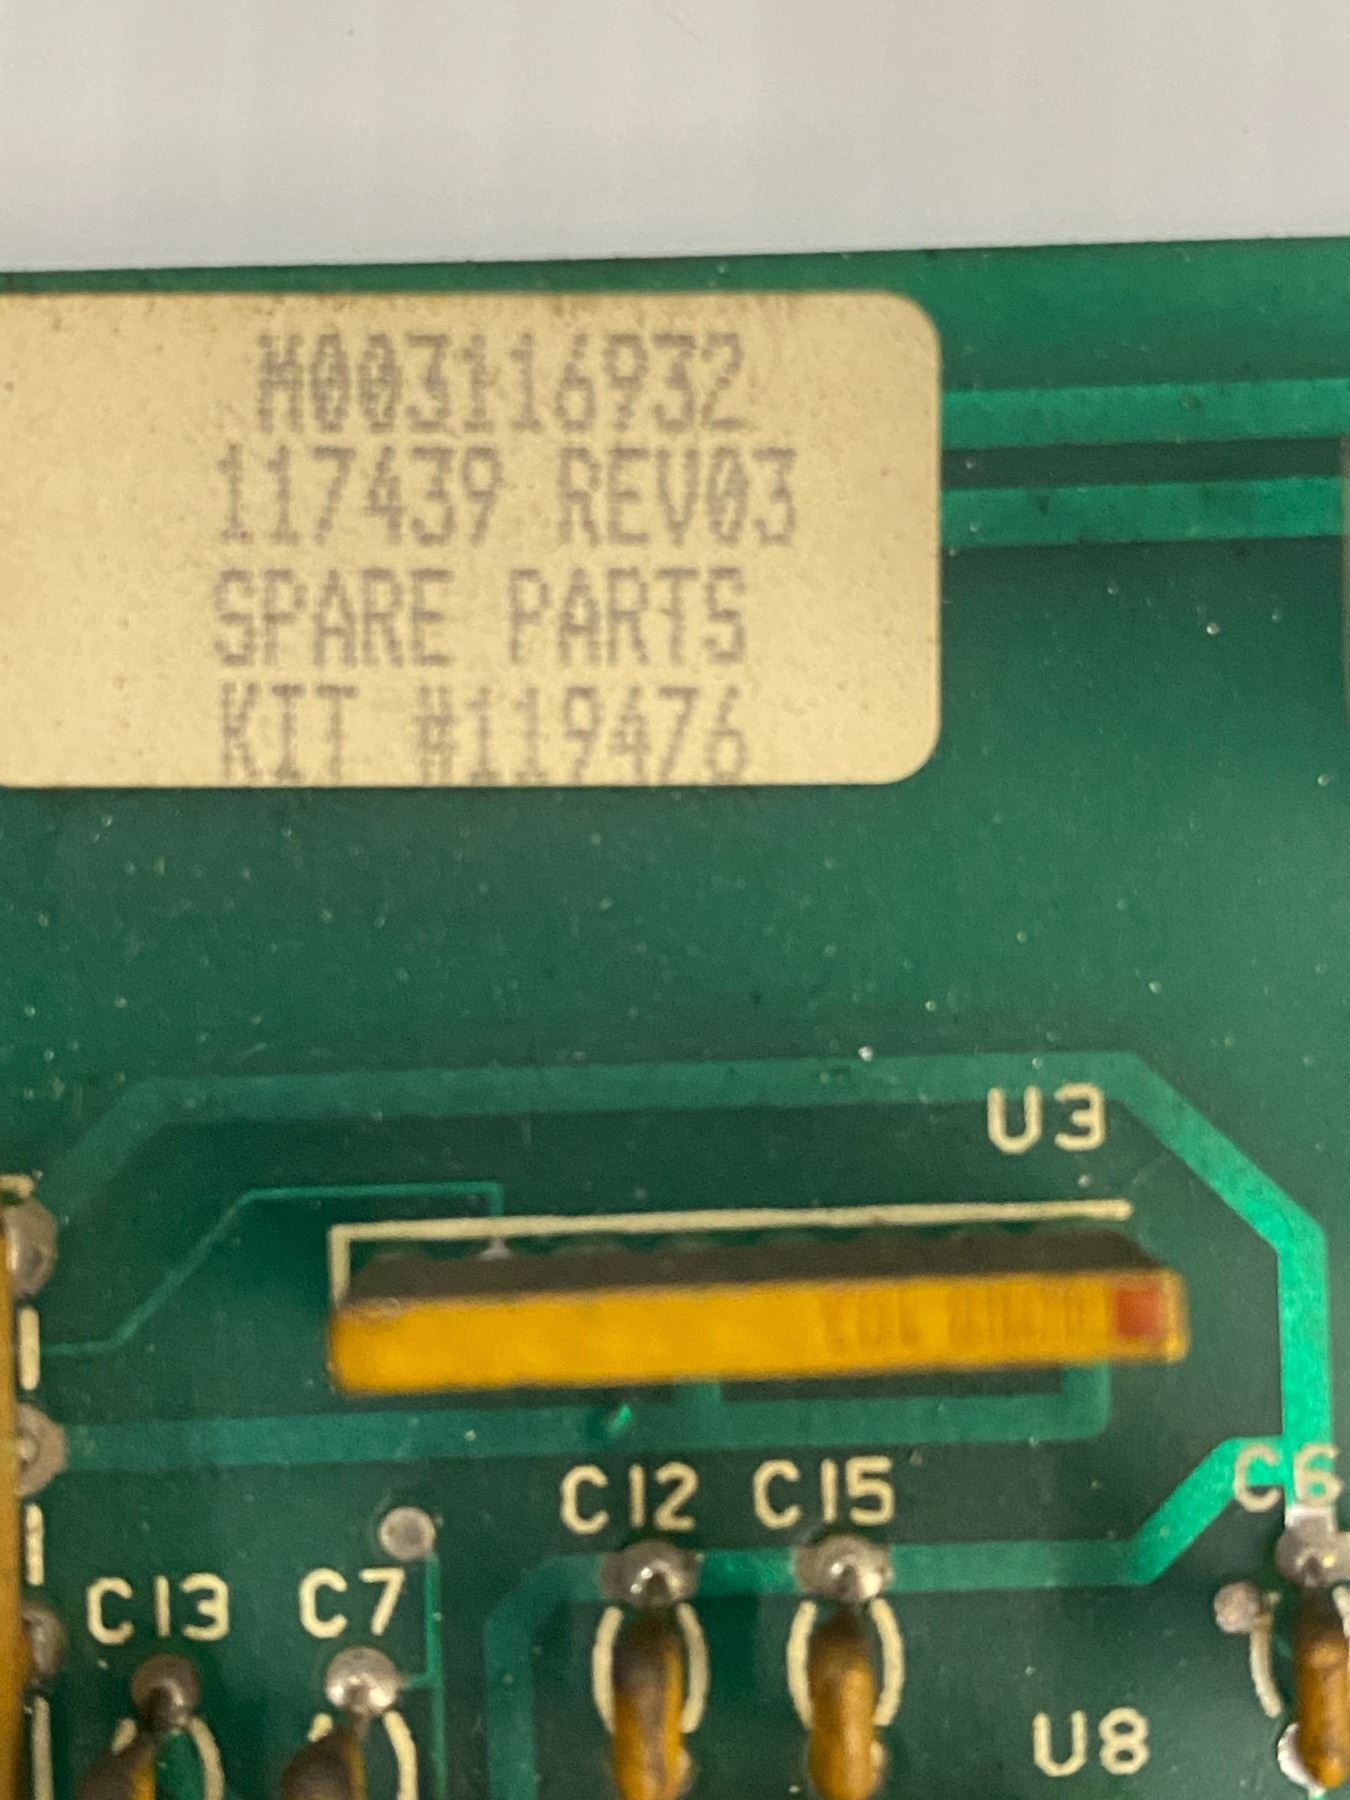 M003116932
117439 REV03
SPARE PARTS
KIT #119476
U3
C12 C15 C6
C13 C7
U8